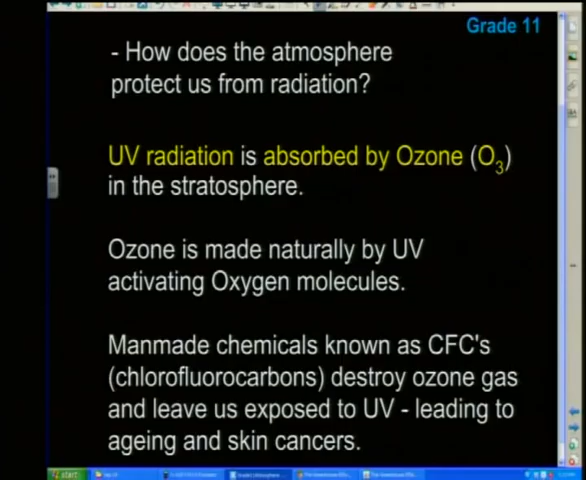 Grade 11
- How does the atmosphere
protect us from radiation?
UV radiation is absorbed by Ozone (O3)
in the stratosphere.
Ozone is made naturally by UV
activating Oxygen molecules.
Manmade chemicals known as CFC's
(chlorofluorocarbons) destroy ozone gas
and leave us exposed to UV - leading to
ageing and skin cancers.
start